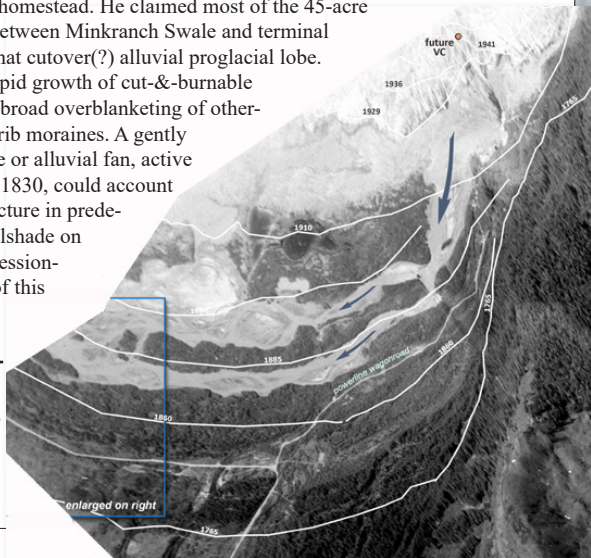 homestead. He claimed most of the 45-acre
etween Minkranch Swale and terminal
hat cutover(?) alluvial proglacial lobe.
pid growth of cut-&-burnable
broad overblanketing of other-
rib moraines. A gently
e or alluvial fan, active
1830, could account
cture in prede-
lshade on
ession-
of this
future
VC
1941
1936
1929
1765
1910
1885
1765
1800
powerline wagonroad
1860
enlarged on right
1765